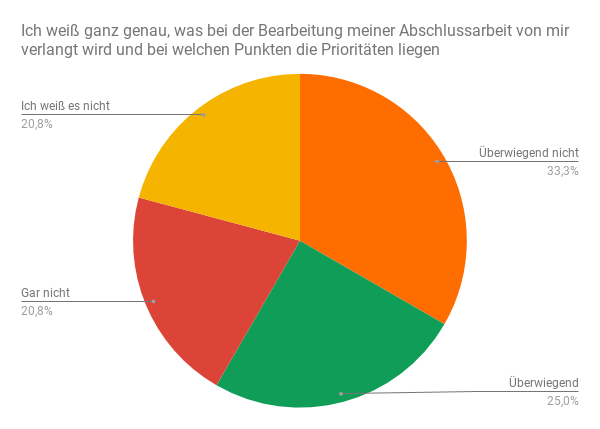 Ich weiß ganz genau, was bei der Bearbeitung meiner Abschlussarbeit von mir
verlangt wird und bei welchen Punkten die Prioritäten liegen
Ich weiß es nicht
20,8%
Überwiegend nicht
33,3%
Gar nicht
20,8%
Überwiegend
25,0%